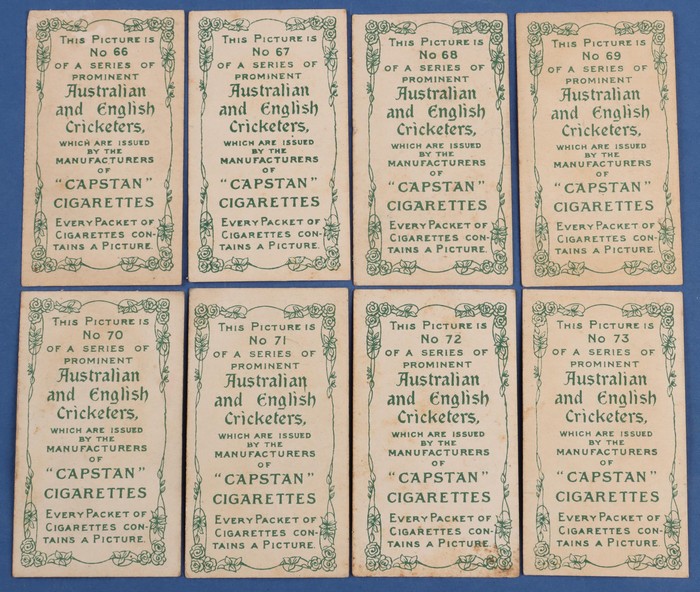 This Picture is
No 66
of a series of
prominent
Australian
and English
Cricketers,
which are issued
by the
manufacturers
of
"CAPSTAN"
CIGARETTES
Every Packet of
Cigarettes con-
tains a Picture.
This Picture is
No 67
of a series of
prominent
Australian
and English
Cricketers,
which are issued
by the
manufacturers
of
"CAPSTAN"
CIGARETTES
Every Packet of
Cigarettes con-
tains a Picture.
This Picture is
No 68
of a series of
prominent
Australian
and English
Cricketers,
which are issued
by the
manufacturers
of
"CAPSTAN"
CIGARETTES
Every Packet of
Cigarettes con-
tains a Picture.
This Picture is
No 69
of a series of
prominent
Australian
and English
Cricketers,
which are issued
by the
manufacturers
of
"CAPSTAN"
CIGARETTES
Every Packet of
Cigarettes con-
tains a Picture.
This Picture is
No 70
of a series of
prominent
Australian
and English
Cricketers,
which are issued
by the
manufacturers
of
"CAPSTAN"
CIGARETTES
Every Packet of
Cigarettes con-
tains a Picture.
This Picture is
No 71
of a series of
prominent
Australian
and English
Cricketers,
which are issued
by the
manufacturers
of
"CAPSTAN"
CIGARETTES
Every Packet of
Cigarettes con-
tains a Picture.
This Picture is
No 72
of a series of
prominent
Australian
and English
Cricketers,
which are issued
by the
manufacturers
of
"CAPSTAN"
CIGARETTES
Every Packet of
Cigarettes con-
tains a Picture
This Picture is
No 73
of a series of
prominent
Australian
and English
Cricketers,
which are issued
by the
manufacturers
of
"CAPSTAN"
CIGARETTES
Every Packet of
Cigarettes con-
tains a Picture.